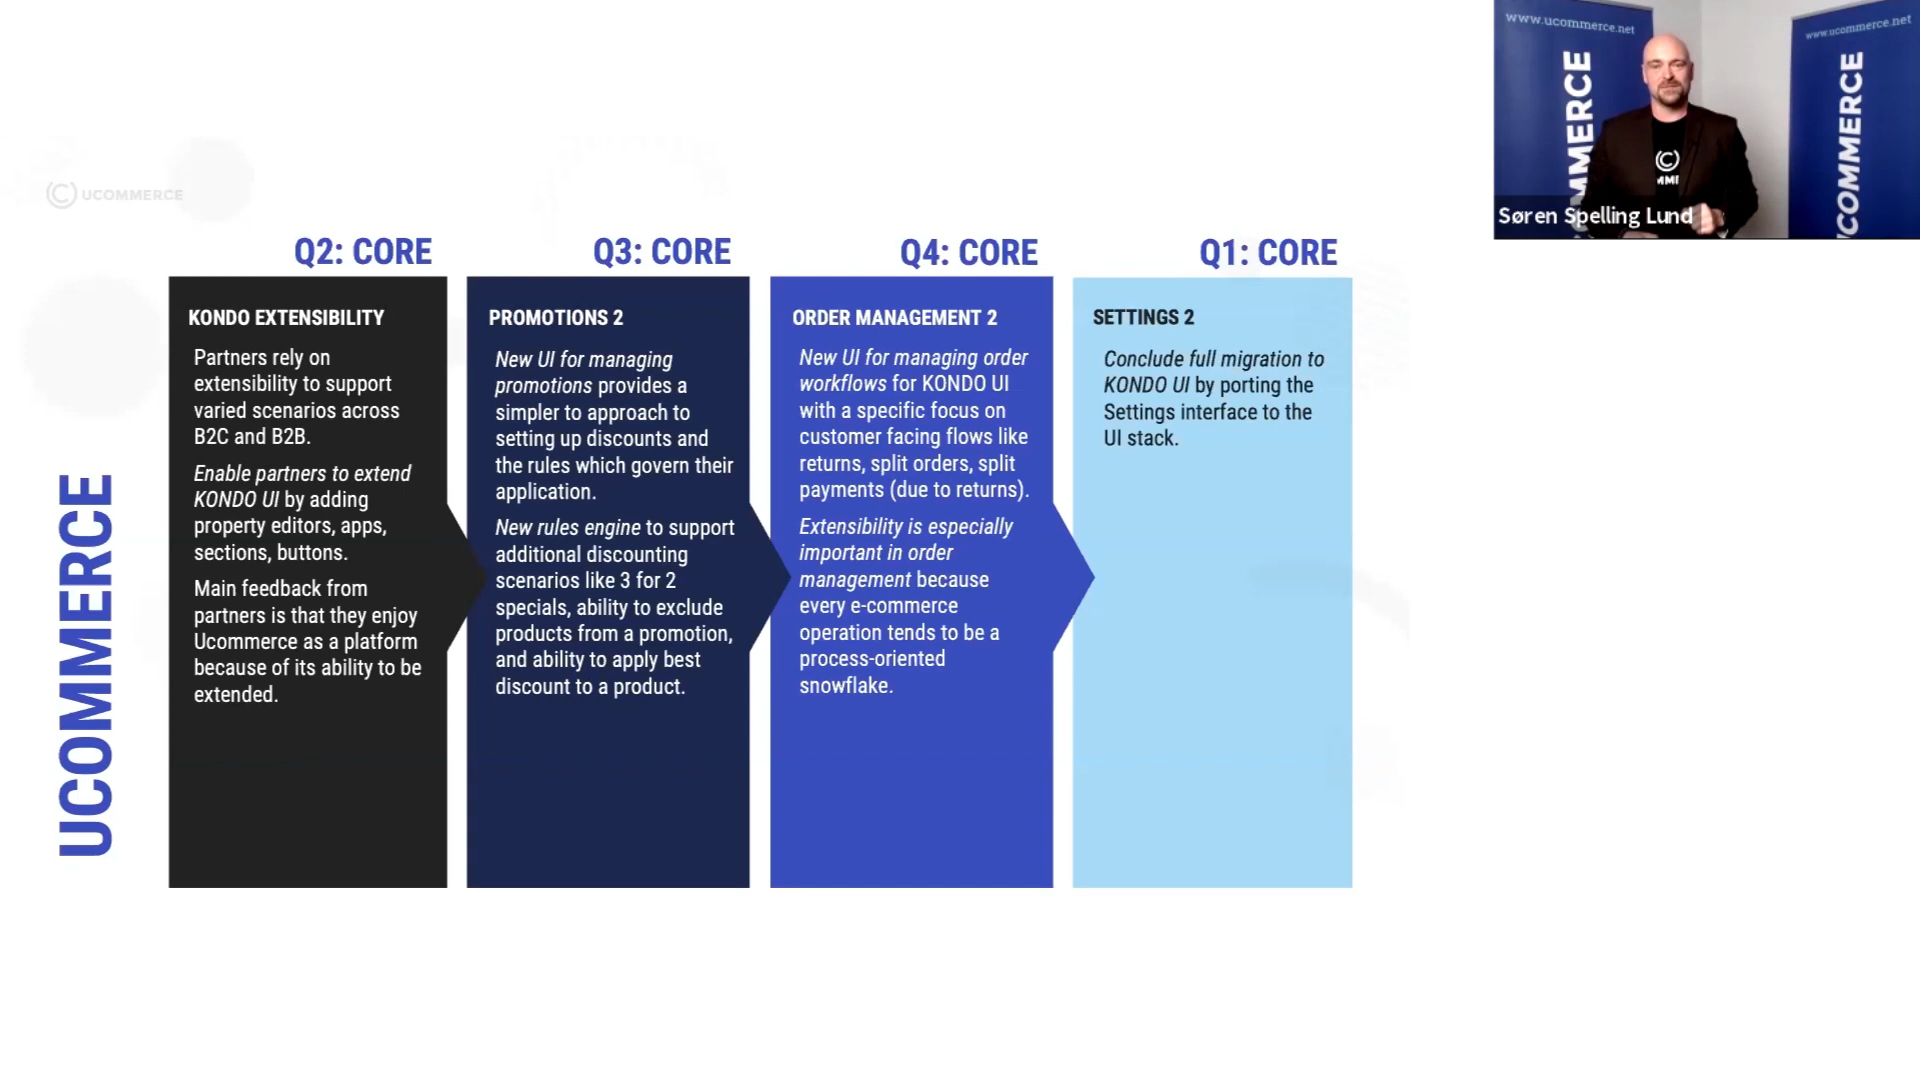 www.ucommerce.net
www.ucommerce.net
UCOMMERCE
Søren Spelling Lund
UCOMMERCE
Q2: CORE
KONDO EXTENSIBILITY
Partners rely on
extensibility to support
varied scenarios across
B2C and B2B.
Enable partners to extend
KONDO UI by adding
property editors, apps,
sections, buttons.
Main feedback from
partners is that they enjoy
Ucommerce as a platform
because of its ability to be
extended.
Q3: CORE
PROMOTIONS 2
New UI for managing
promotions provides a
simpler to approach to
setting up discounts and
the rules which govern their
application.
New rules engine to support
additional discounting
scenarios like 3 for 2
specials, ability to exclude
products from a promotion,
and ability to apply best
discount to a product.
Q4: CORE
ORDER MANAGEMENT 2
New UI for managing order
workflows for KONDO UI
with a specific focus on
customer facing flows like
returns, split orders, split
payments (due to returns).
Extensibility is especially
important in order
management because
every e-commerce
operation tends to be a
process-oriented
snowflake.
Q1: CORE
SETTINGS 2
Conclude full migration to
KONDO UI by porting the
Settings interface to the
UI stack.
UCOMMERCE